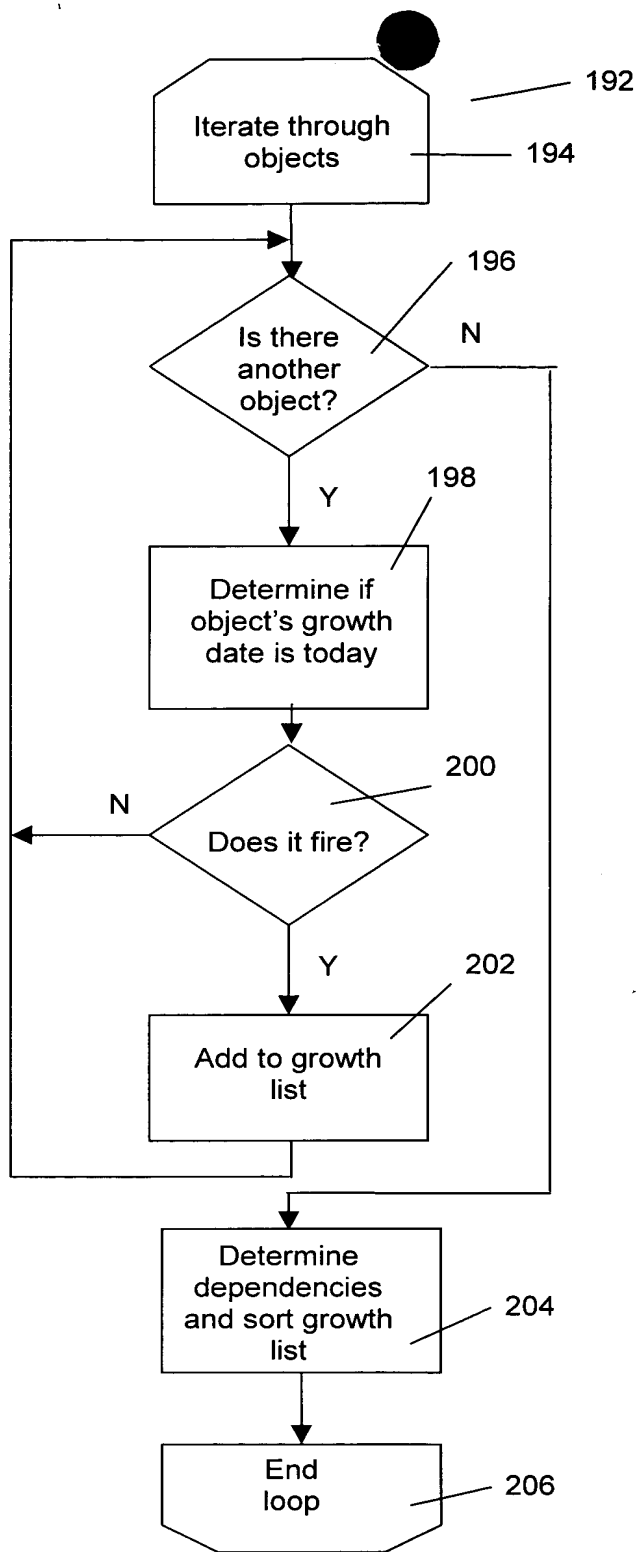 192
Iterate through
objects
194
196
Is there
another
object?
N
Y
198
Determine if
object's growth
date is today
200
N
Does it fire?
Y
202
Add to growth
list
Determine
dependencies
and sort growth
list
204
End
loop
206